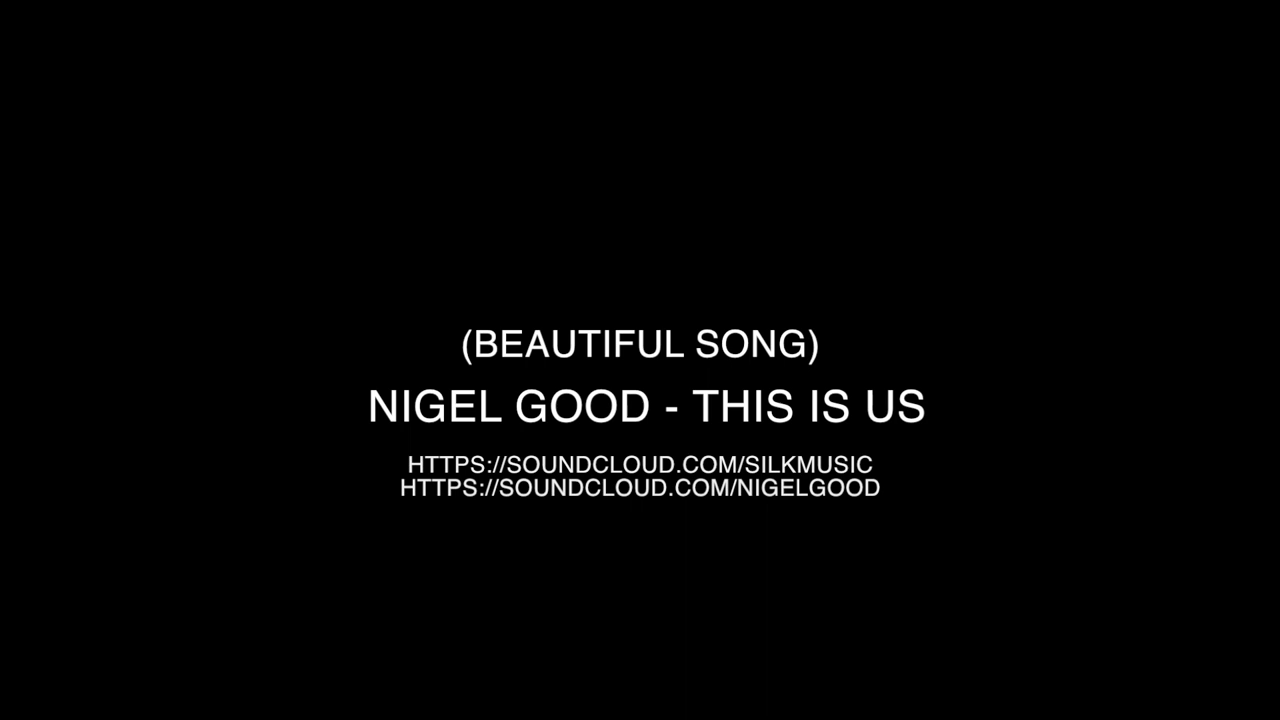 (BEAUTIFUL SONG)
NIGEL GOOD - THIS IS US
HTTPS://SOUNDCLOUD.COM/SILKMUSIC
HTTPS://SOUNDCLOUD.COM/NIGELGOOD